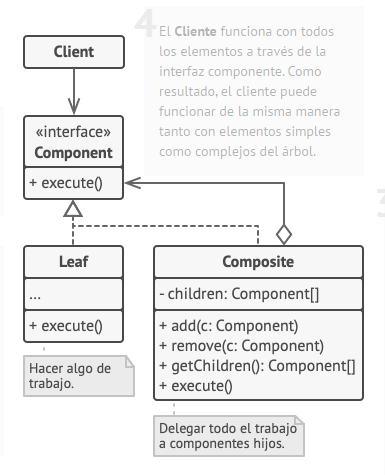 Client
4
El Cliente funciona con todos
los elementos a través de la
interfaz componente. Como
resultado, el cliente puede
funcionar de la misma manera
tanto con elementos simples
como complejos del árbol.
«interface»
Component
+ execute()
3
Leaf
...
+ execute()
Hacer algo de
trabajo.
Composite
- children: Component[]
+ add(c: Component)
+ remove(c: Component)
+ getChildren(): Component[]
+ execute()
Delegar todo el trabajo
a componentes hijos.